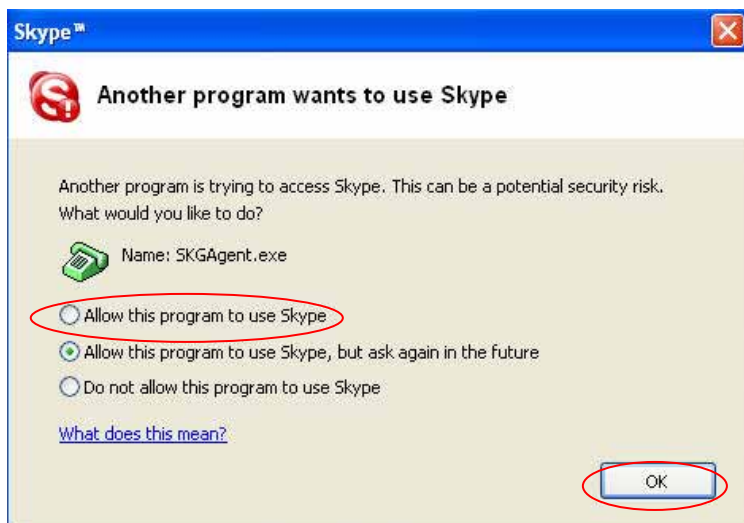 Skype™
Another program wants to use Skype
Another program is trying to access Skype. This can be a potential security risk.
What would you like to do?
Name: SKGAgent.exe
Allow this program to use Skype
Allow this program to use Skype, but ask again in the future
Do not allow this program to use Skype
What does this mean?
OK